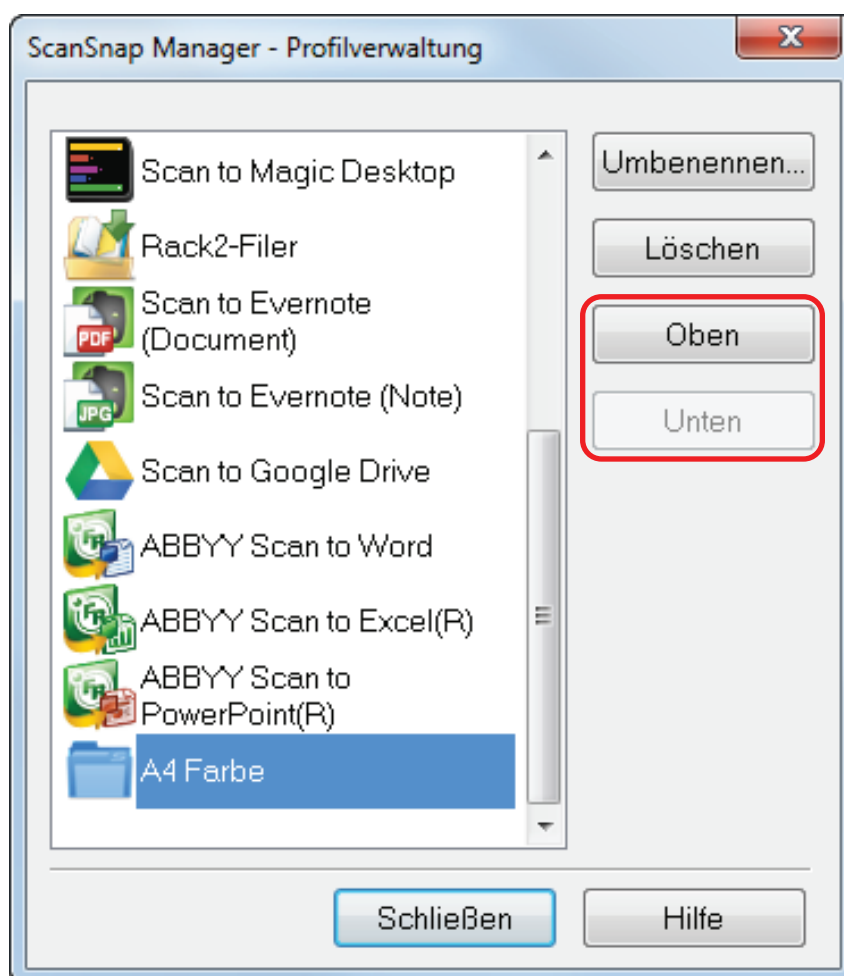 ScanSnap Manager - Profilverwaltung
Scan to Magic Desktop
Rack2-Filer
Scan to Evernote
(Document)
PDF
Scan to Evernote (Note)
JPG
Scan to Google Drive
ABBYY Scan to Word
ABBYY Scan to Excel(R)
ABBYY Scan to
PowerPoint(R)
A4 Farbe
Umbenennen...
Löschen
Oben
Unten
Schließen
Hilfe